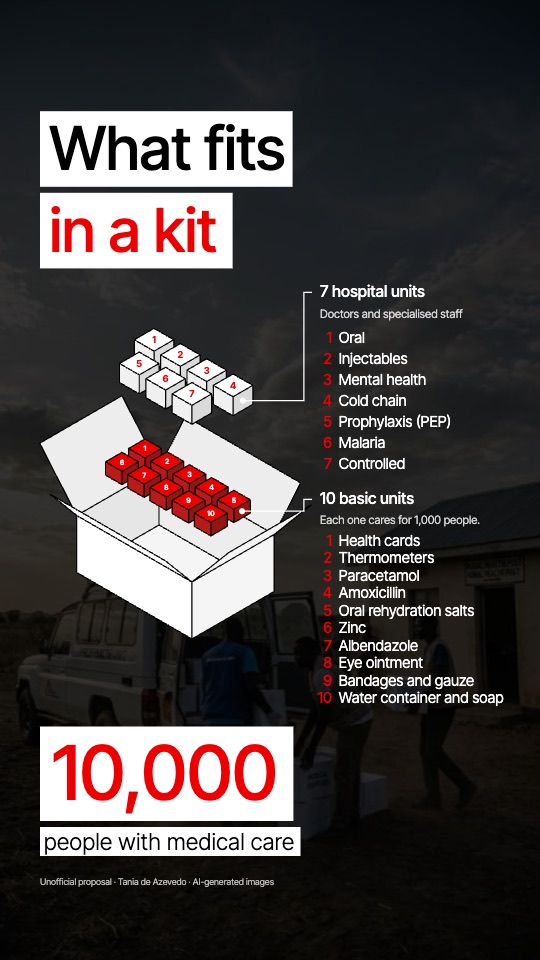 What fits
in a kit
7 hospital units
Doctors and specialised staff
1 Oral
2 Injectables
3 Mental health
4 Cold chain
5 Prophylaxis (PEP)
6 Malaria
7 Controlled
1
2
3
4
5
6
7
10 basic units
Each one cares for 1,000 people.
1 Health cards
2 Thermometers
3 Paracetamol
4 Amoxicillin
5 Oral rehydration salts
6 Zinc
7 Albendazole
8 Eye ointment
9 Bandages and gauze
10 Water container and soap
1
2
3
4
5
6
7
8
9
10
10,000
people with medical care
Unofficial proposal · Tania de Azevedo · AI-generated images